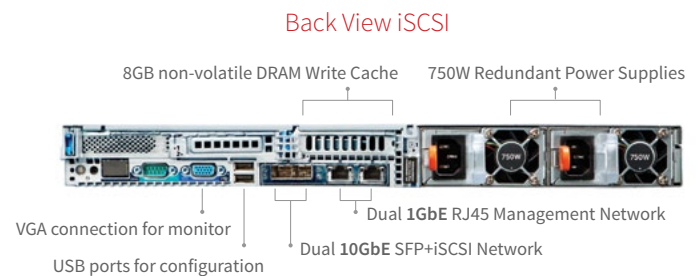 Back View iSCSI
8GB non-volatile DRAM Write Cache
750W Redundant Power Supplies
750W
750W
Dual 1GbE RJ45 Management Network
VGA connection for monitor
Dual 10GbE SFP+iSCSI Network
USB ports for configuration